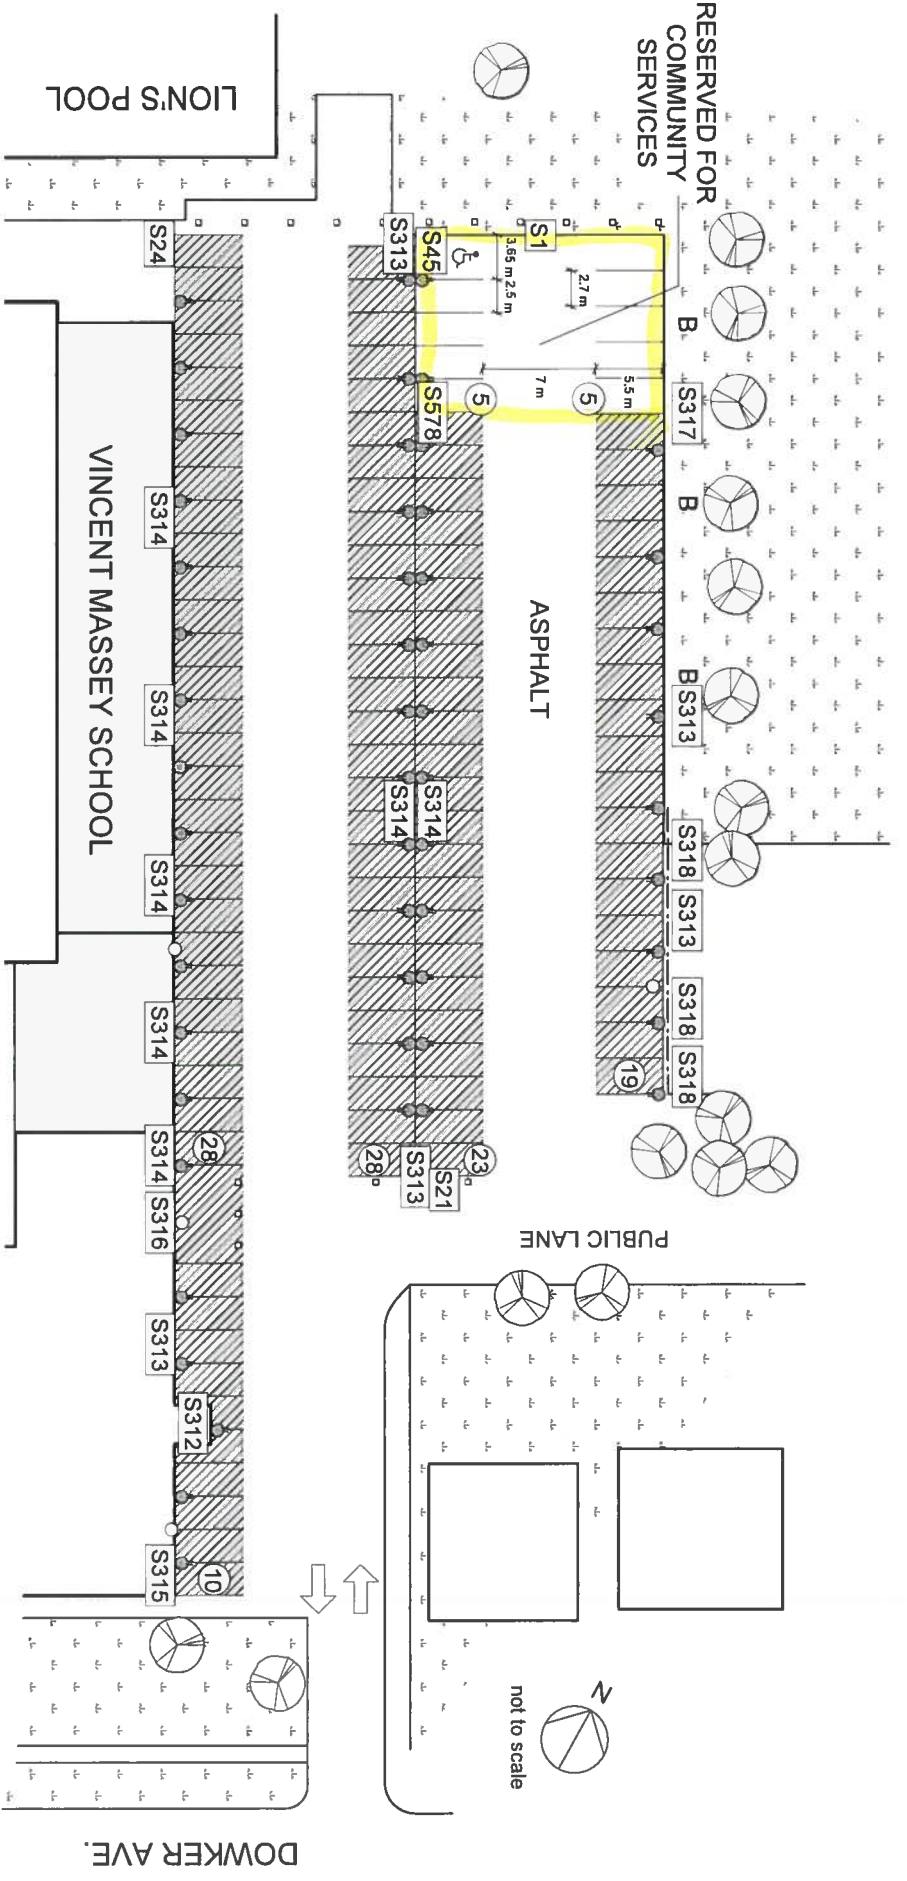 RESERVED FOR
COMMUNITY
SERVICES
LION'S POOL
S24
S313
S45
S1
3.65 m
2.5 m
2.7 m
7 m
5.5 m
5
5
S578
S317
B
B
B
S313
VINCENT MASSEY SCHOOL
S314
S314
S314
S314
S314
S316
S313
S312
S315
ASPHALT
S314
S314
S318
S313
S318
S318
19
28
28
23
S313
S21
10
PUBLIC LANE
N
not to scale
DOWKER AVE.